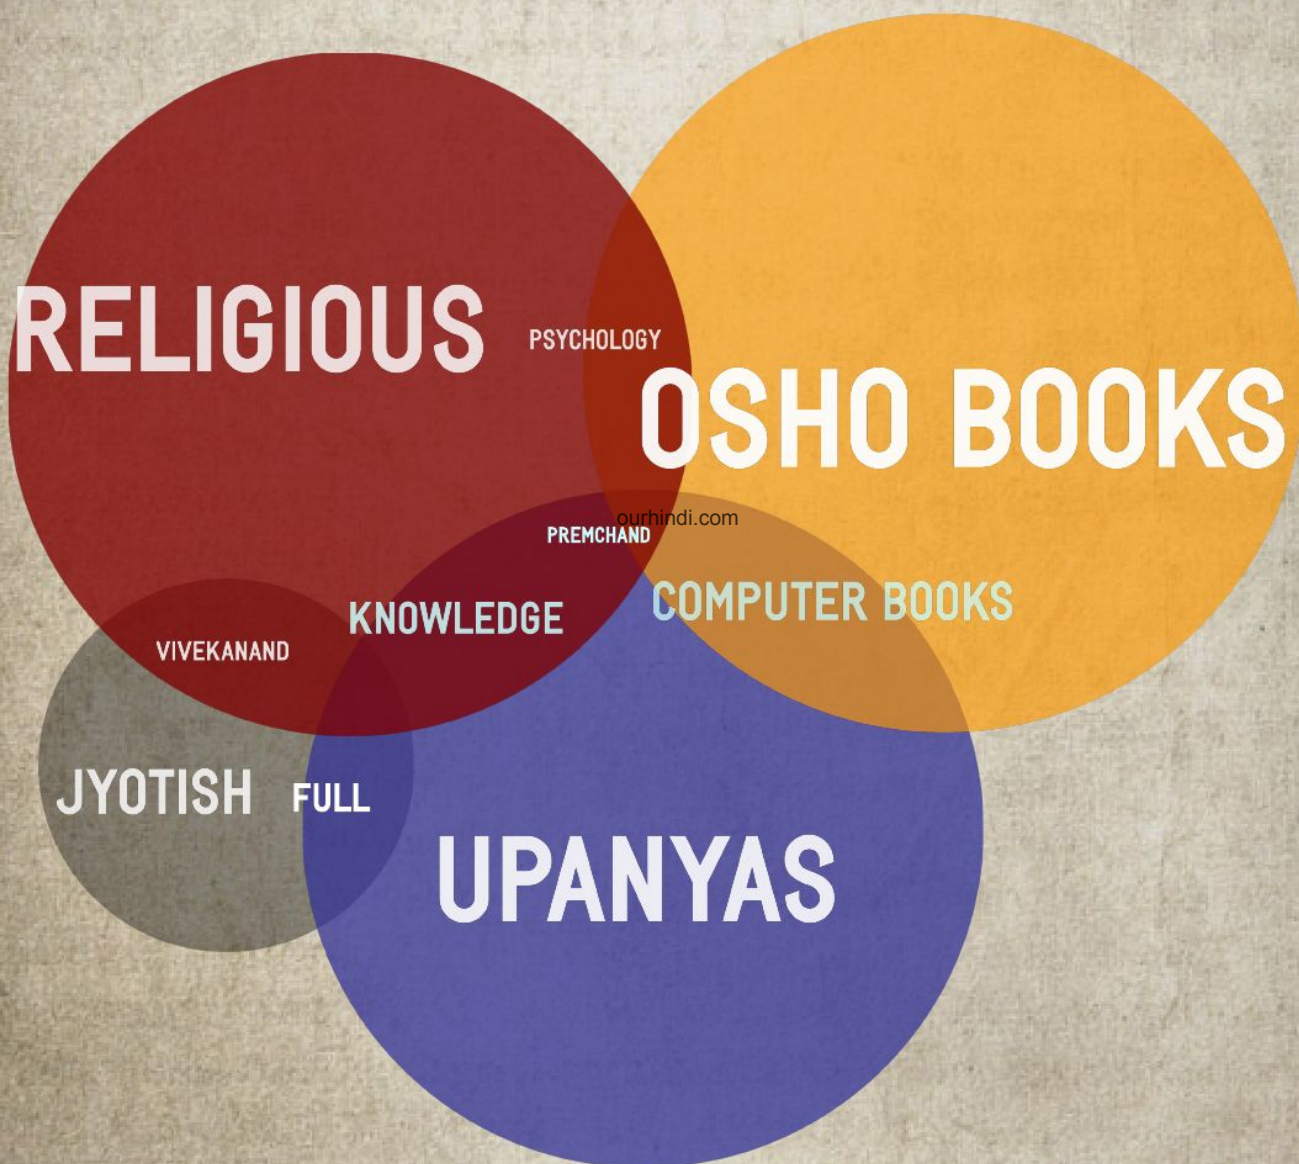 RELIGIOUS
PSYCHOLOGY
OSHO BOOKS
ourhindi.com
PREMCHAND
COMPUTER BOOKS
KNOWLEDGE
VIVEKANAND
JYOTISH
FULL
UPANYAS